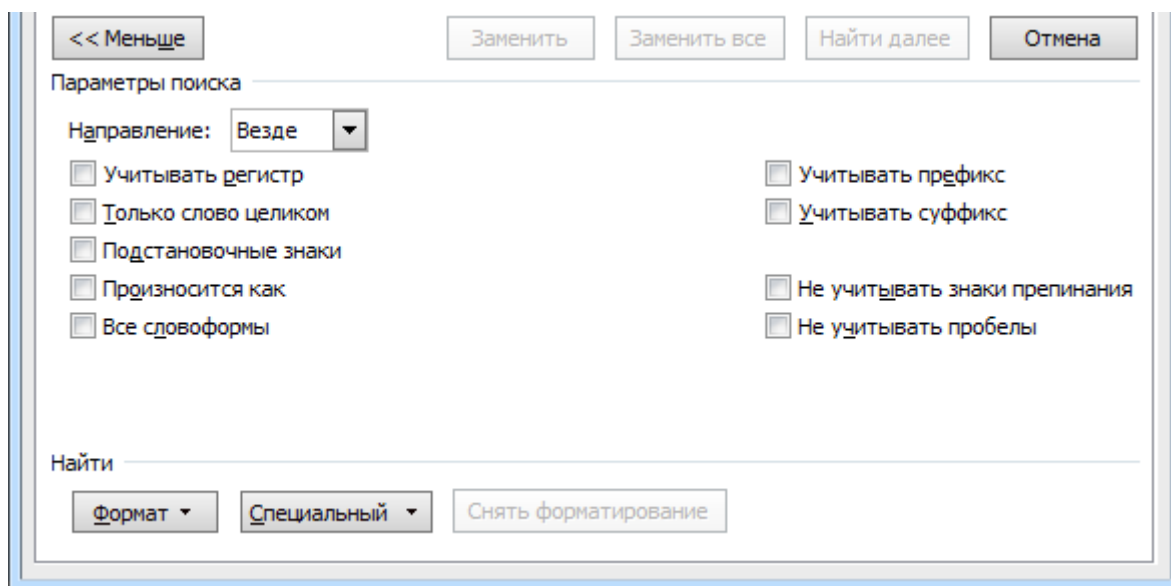 << Меньше Заменить Заменить все Найти далее Отмена
Параметры поиска
Направление: Везде
Учитывать регистр Учитывать префикс
Только слово целиком Учитывать суффикс
Подстановочные знаки
Произносится как Не учитывать знаки препинания
Все словоформы Не учитывать пробелы
Найти
Формат Специальный Снять форматирование